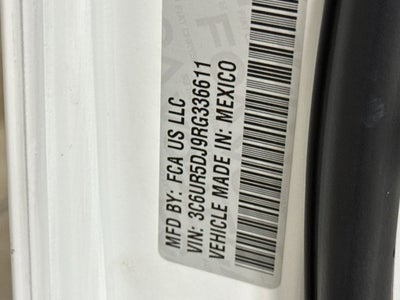 MFD BY: FCA US LLC
VIN: 3C6UR5DJ9RG336611
VEHICLE MADE IN: MEXICO